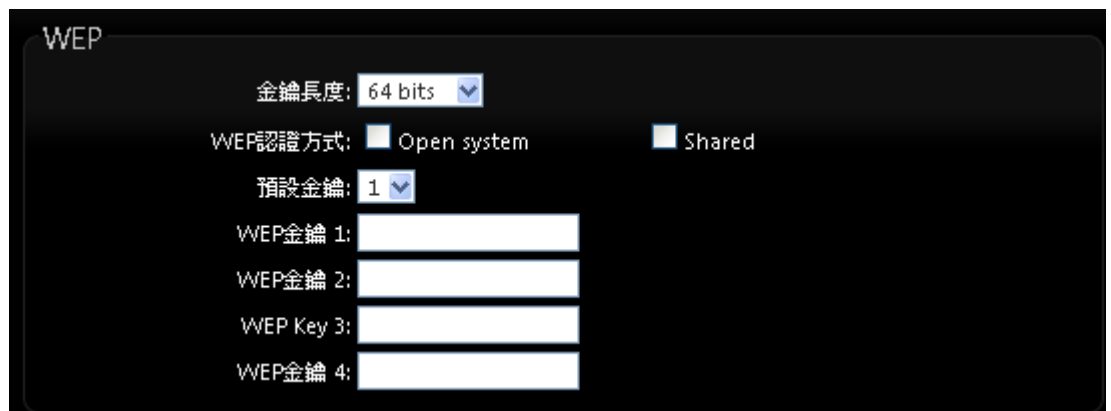 WEP
金鑰長度: 64 bits
WEP認證方式: Open system Shared
預設金鑰: 1
WEP金鑰 1:
WEP金鑰 2:
WEP Key 3:
WEP金鑰 4: